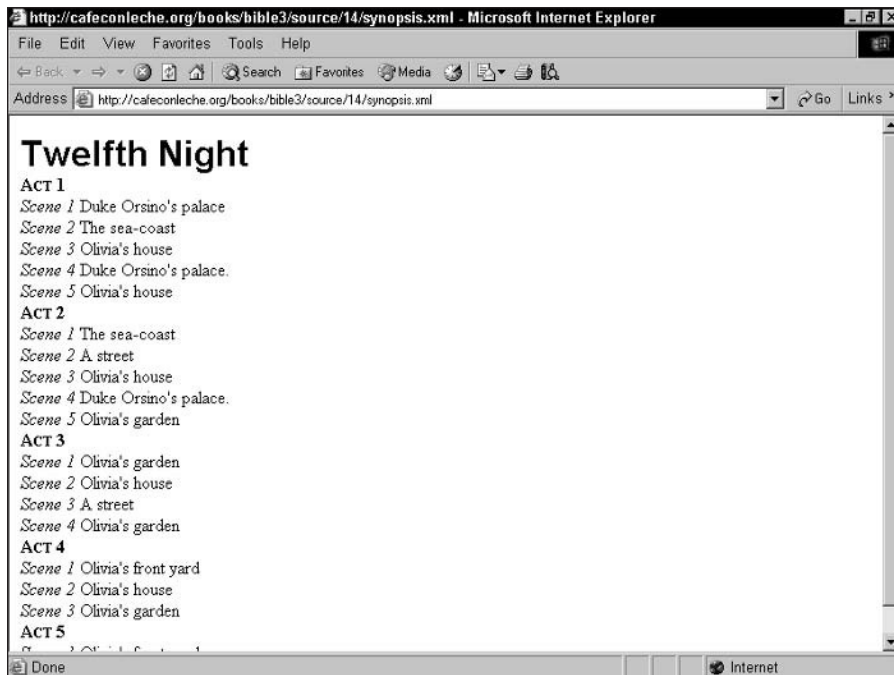 http://cafeconleche.org/books/bible3/source/14/synopsis.xml - Microsoft Internet Explorer
File Edit View Favorites Tools Help
Back Search Favorites Media
Address http://cafeconleche.org/books/bible3/source/14/synopsis.xml Go Links
Twelfth Night
ACT 1
Scene 1 Duke Orsino's palace
Scene 2 The sea-coast
Scene 3 Olivia's house
Scene 4 Duke Orsino's palace.
Scene 5 Olivia's house
ACT 2
Scene 1 The sea-coast
Scene 2 A street
Scene 3 Olivia's house
Scene 4 Duke Orsino's palace.
Scene 5 Olivia's garden
ACT 3
Scene 1 Olivia's garden
Scene 2 Olivia's house
Scene 3 A street
Scene 4 Olivia's garden
ACT 4
Scene 1 Olivia's front yard
Scene 2 Olivia's house
Scene 3 Olivia's garden
ACT 5
Done Internet